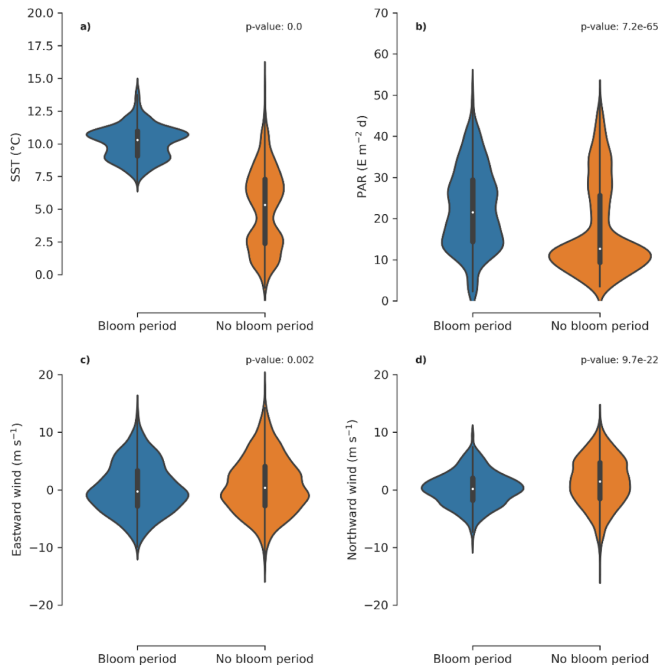 a)
p-value: 0.0
20.0
17.5
15.0
12.5
10.0
7.5
5.0
2.5
0.0
SST (°C)
Bloom period
No bloom period
b)
p-value: 7.2e-65
70
60
50
40
30
20
10
0
PAR (E m⁻² d)
Bloom period
No bloom period
c)
p-value: 0.002
20
10
0
−10
−20
Eastward wind (m s⁻¹)
Bloom period
No bloom period
d)
p-value: 9.7e-22
20
10
0
−10
−20
Northward wind (m s⁻¹)
Bloom period
No bloom period